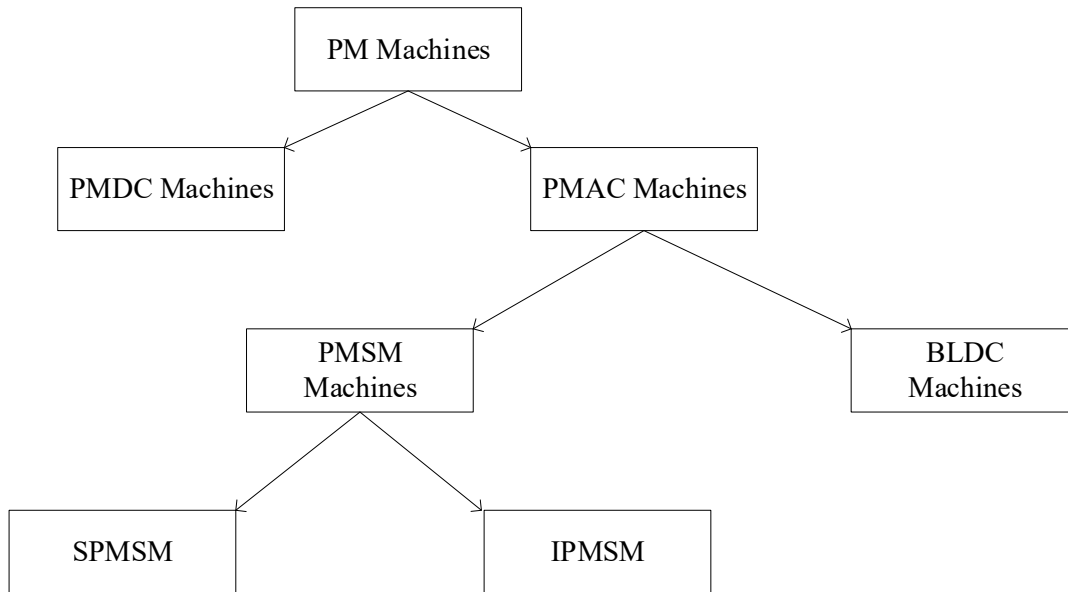 PM Machines
PMDC Machines
PMAC Machines
PMSM
Machines
BLDC
Machines
SPMSM
IPMSM